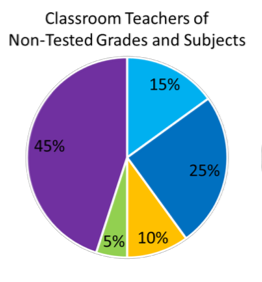 Classroom Teachers of
Non-Tested Grades and Subjects
15%
45%
25%
5%
10%